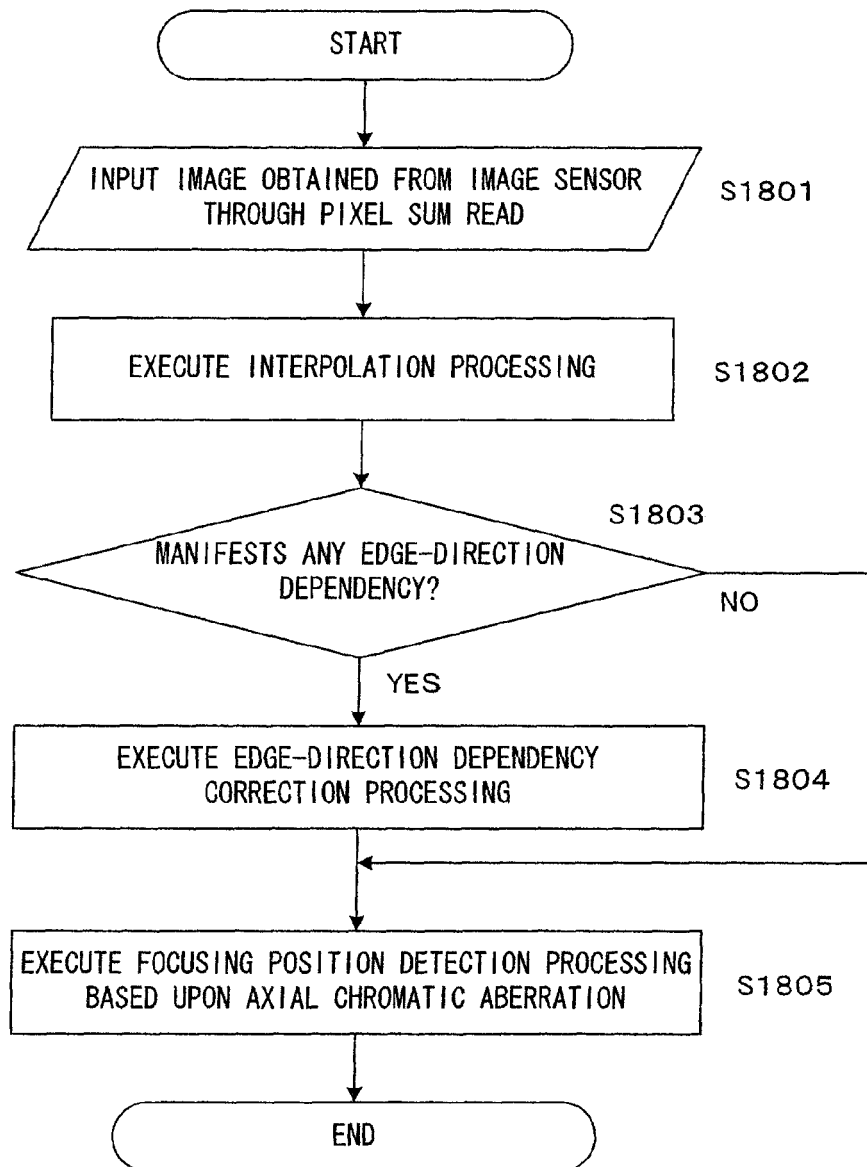 START
INPUT IMAGE OBTAINED FROM IMAGE SENSOR
THROUGH PIXEL SUM READ
S1801
EXECUTE INTERPOLATION PROCESSING
S1802
S1803
MANIFESTS ANY EDGE-DIRECTION
DEPENDENCY?
NO
YES
EXECUTE EDGE-DIRECTION DEPENDENCY
CORRECTION PROCESSING
S1804
EXECUTE FOCUSING POSITION DETECTION PROCESSING
BASED UPON AXIAL CHROMATIC ABERRATION
S1805
END